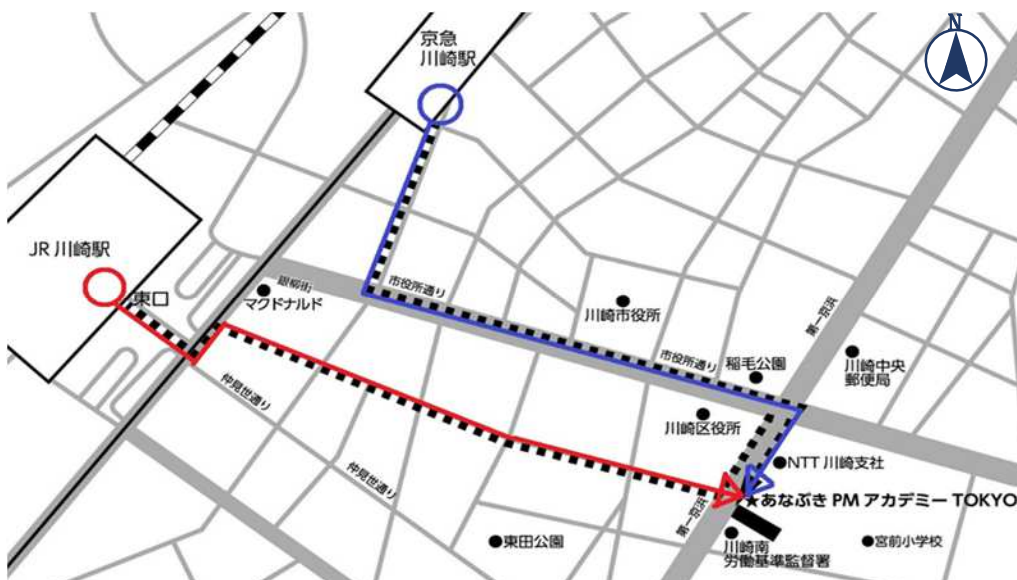 京急
川崎駅
N
JR 川崎駅
東口
銀柳街
マクドナルド
市役所通り
川崎市役所
第一京浜
市役所通り
稲毛公園
川崎中央
郵便局
仲見世通り
川崎区役所
仲見世通り
NTT 川崎支社
★あなぶき PM アカデミー TOKYO
第一京浜
東田公園
川崎南
労働基準監督署
宮前小学校